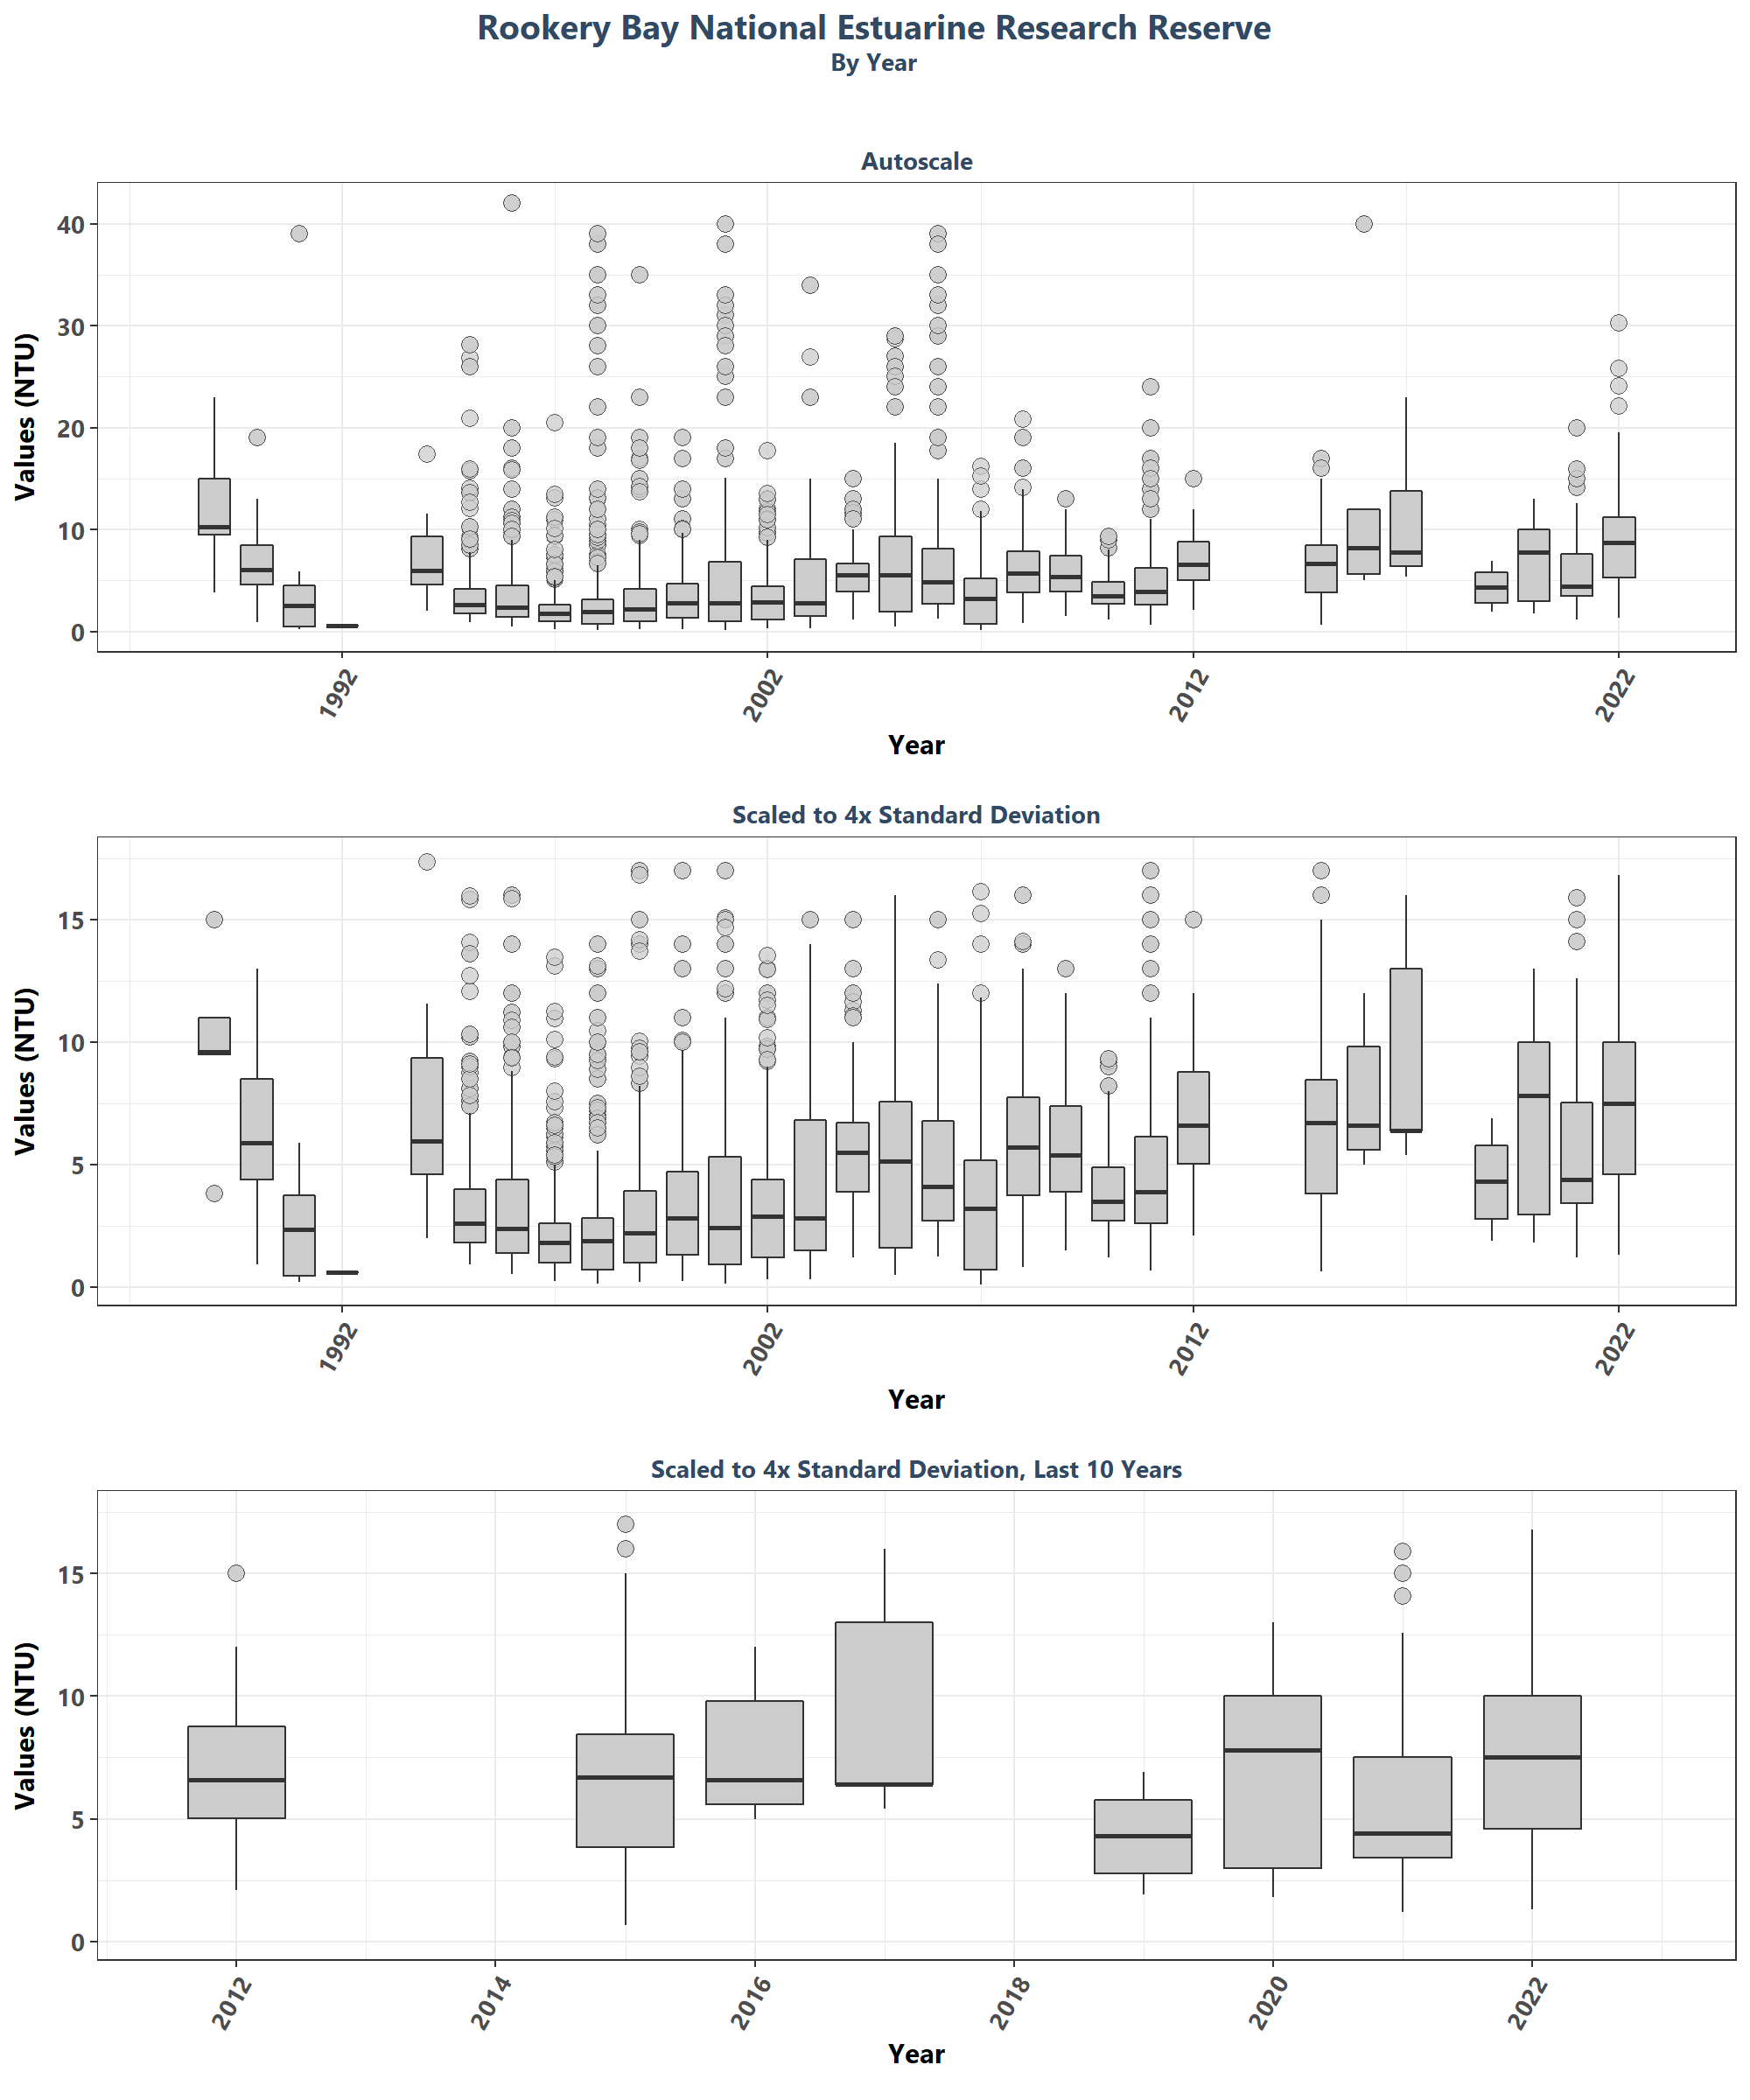 Rookery Bay National Estuarine Research Reserve
By Year
Autoscale
Values (NTU)
40
30
20
10
0
1992
2002
2012
2022
Year
Scaled to 4x Standard Deviation
Values (NTU)
15
10
5
0
1992
2002
2012
2022
Year
Scaled to 4x Standard Deviation, Last 10 Years
Values (NTU)
15
10
5
0
2012
2014
2016
2018
2020
2022
Year